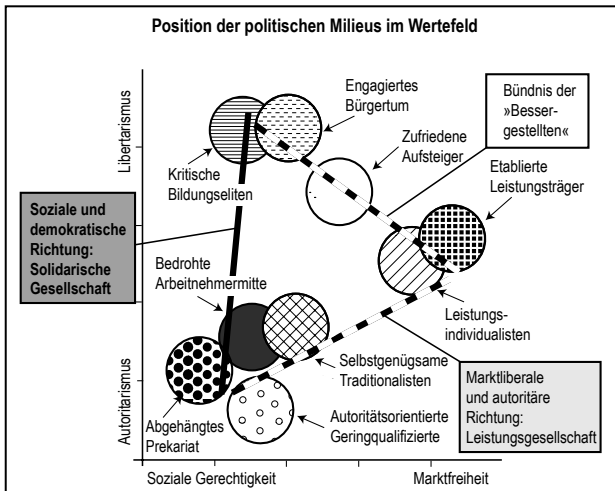 Position der politischen Milieus im Wertefeld
Engagiertes
Bürgertum
Bündnis der
»Besser-
gestellten«
Zufriedene
Aufsteiger
Libertarismus
Kritische
Bildungseliten
Etablierte
Leistungsträger
Soziale und
demokratische
Richtung:
Solidarische
Gesellschaft
Bedrohte
Arbeitnehmermitte
Leistungs-
individualisten
Selbstgenügsame
Traditionalisten
Marktliberale
und autoritäre
Richtung:
Leistungsgesellschaft
Autoritarismus
Abgehängtes
Prekariat
Autoritätsorientierte
Geringqualifizierte
Soziale Gerechtigkeit
Marktfreiheit